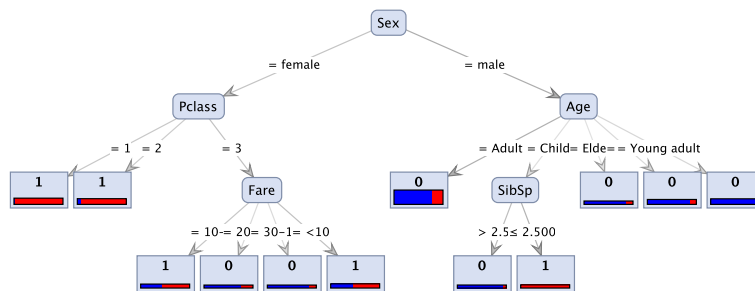 Sex
= female = male
Pclass Age
= 1 = 2 = 3 = Adult = Child = Elde= = Young adult
1 1 Fare 0 SibSp 0 0 0
= 10- = 20 = 30-1 = <10 > 2.5 ≤ 2.500
1 0 0 1 0 1